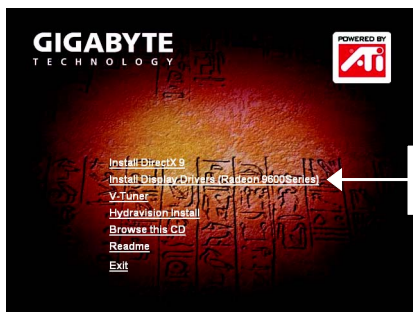 GIGABYTE
TECHNOLOGY
POWERED BY
ATi
Install DirectX 9
Install Display Drivers (Radeon 9600Series)
V-Tuner
Hydravision Install
Browse this CD
Readme
Exit